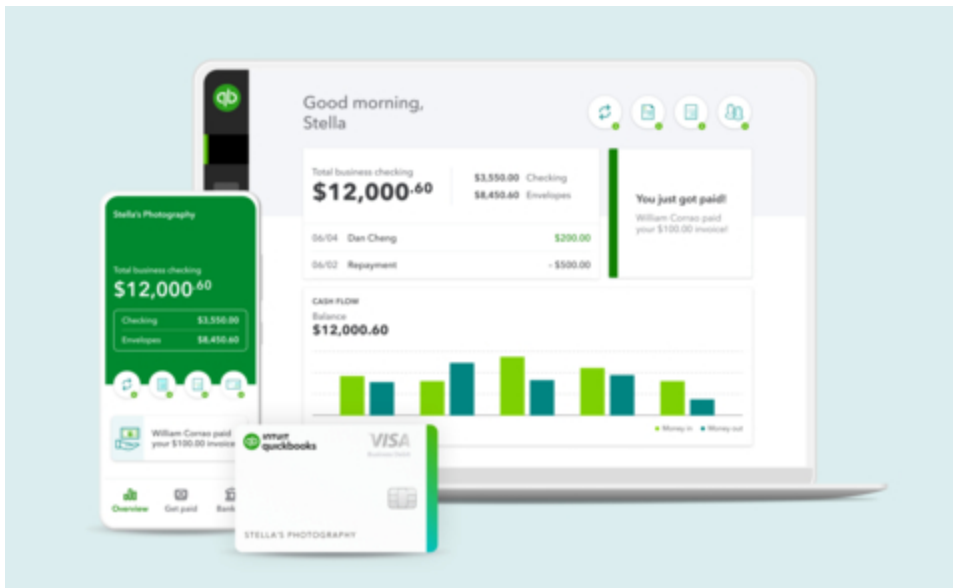 qb
Good morning,
Stella
Total business checking
$12,000.60
$3,550.00 Checking
$8,450.60 Envelopes
06/04 Dan Cheng $200.00
06/02 Repayment - $500.00
You just got paid!
William Corrao paid
your $100.00 invoice!
CASH FLOW
Balance
$12,000.60
Money in Money out
Stella's Photography
Total business checking
$12,000.60
Checking $3,550.00
Envelopes $8,450.60
William Corrao paid
your $100.00 invoice
Overview Get paid
INTUIT
quickbooks
VISA
Business Debit
STELLA'S PHOTOGRAPHY